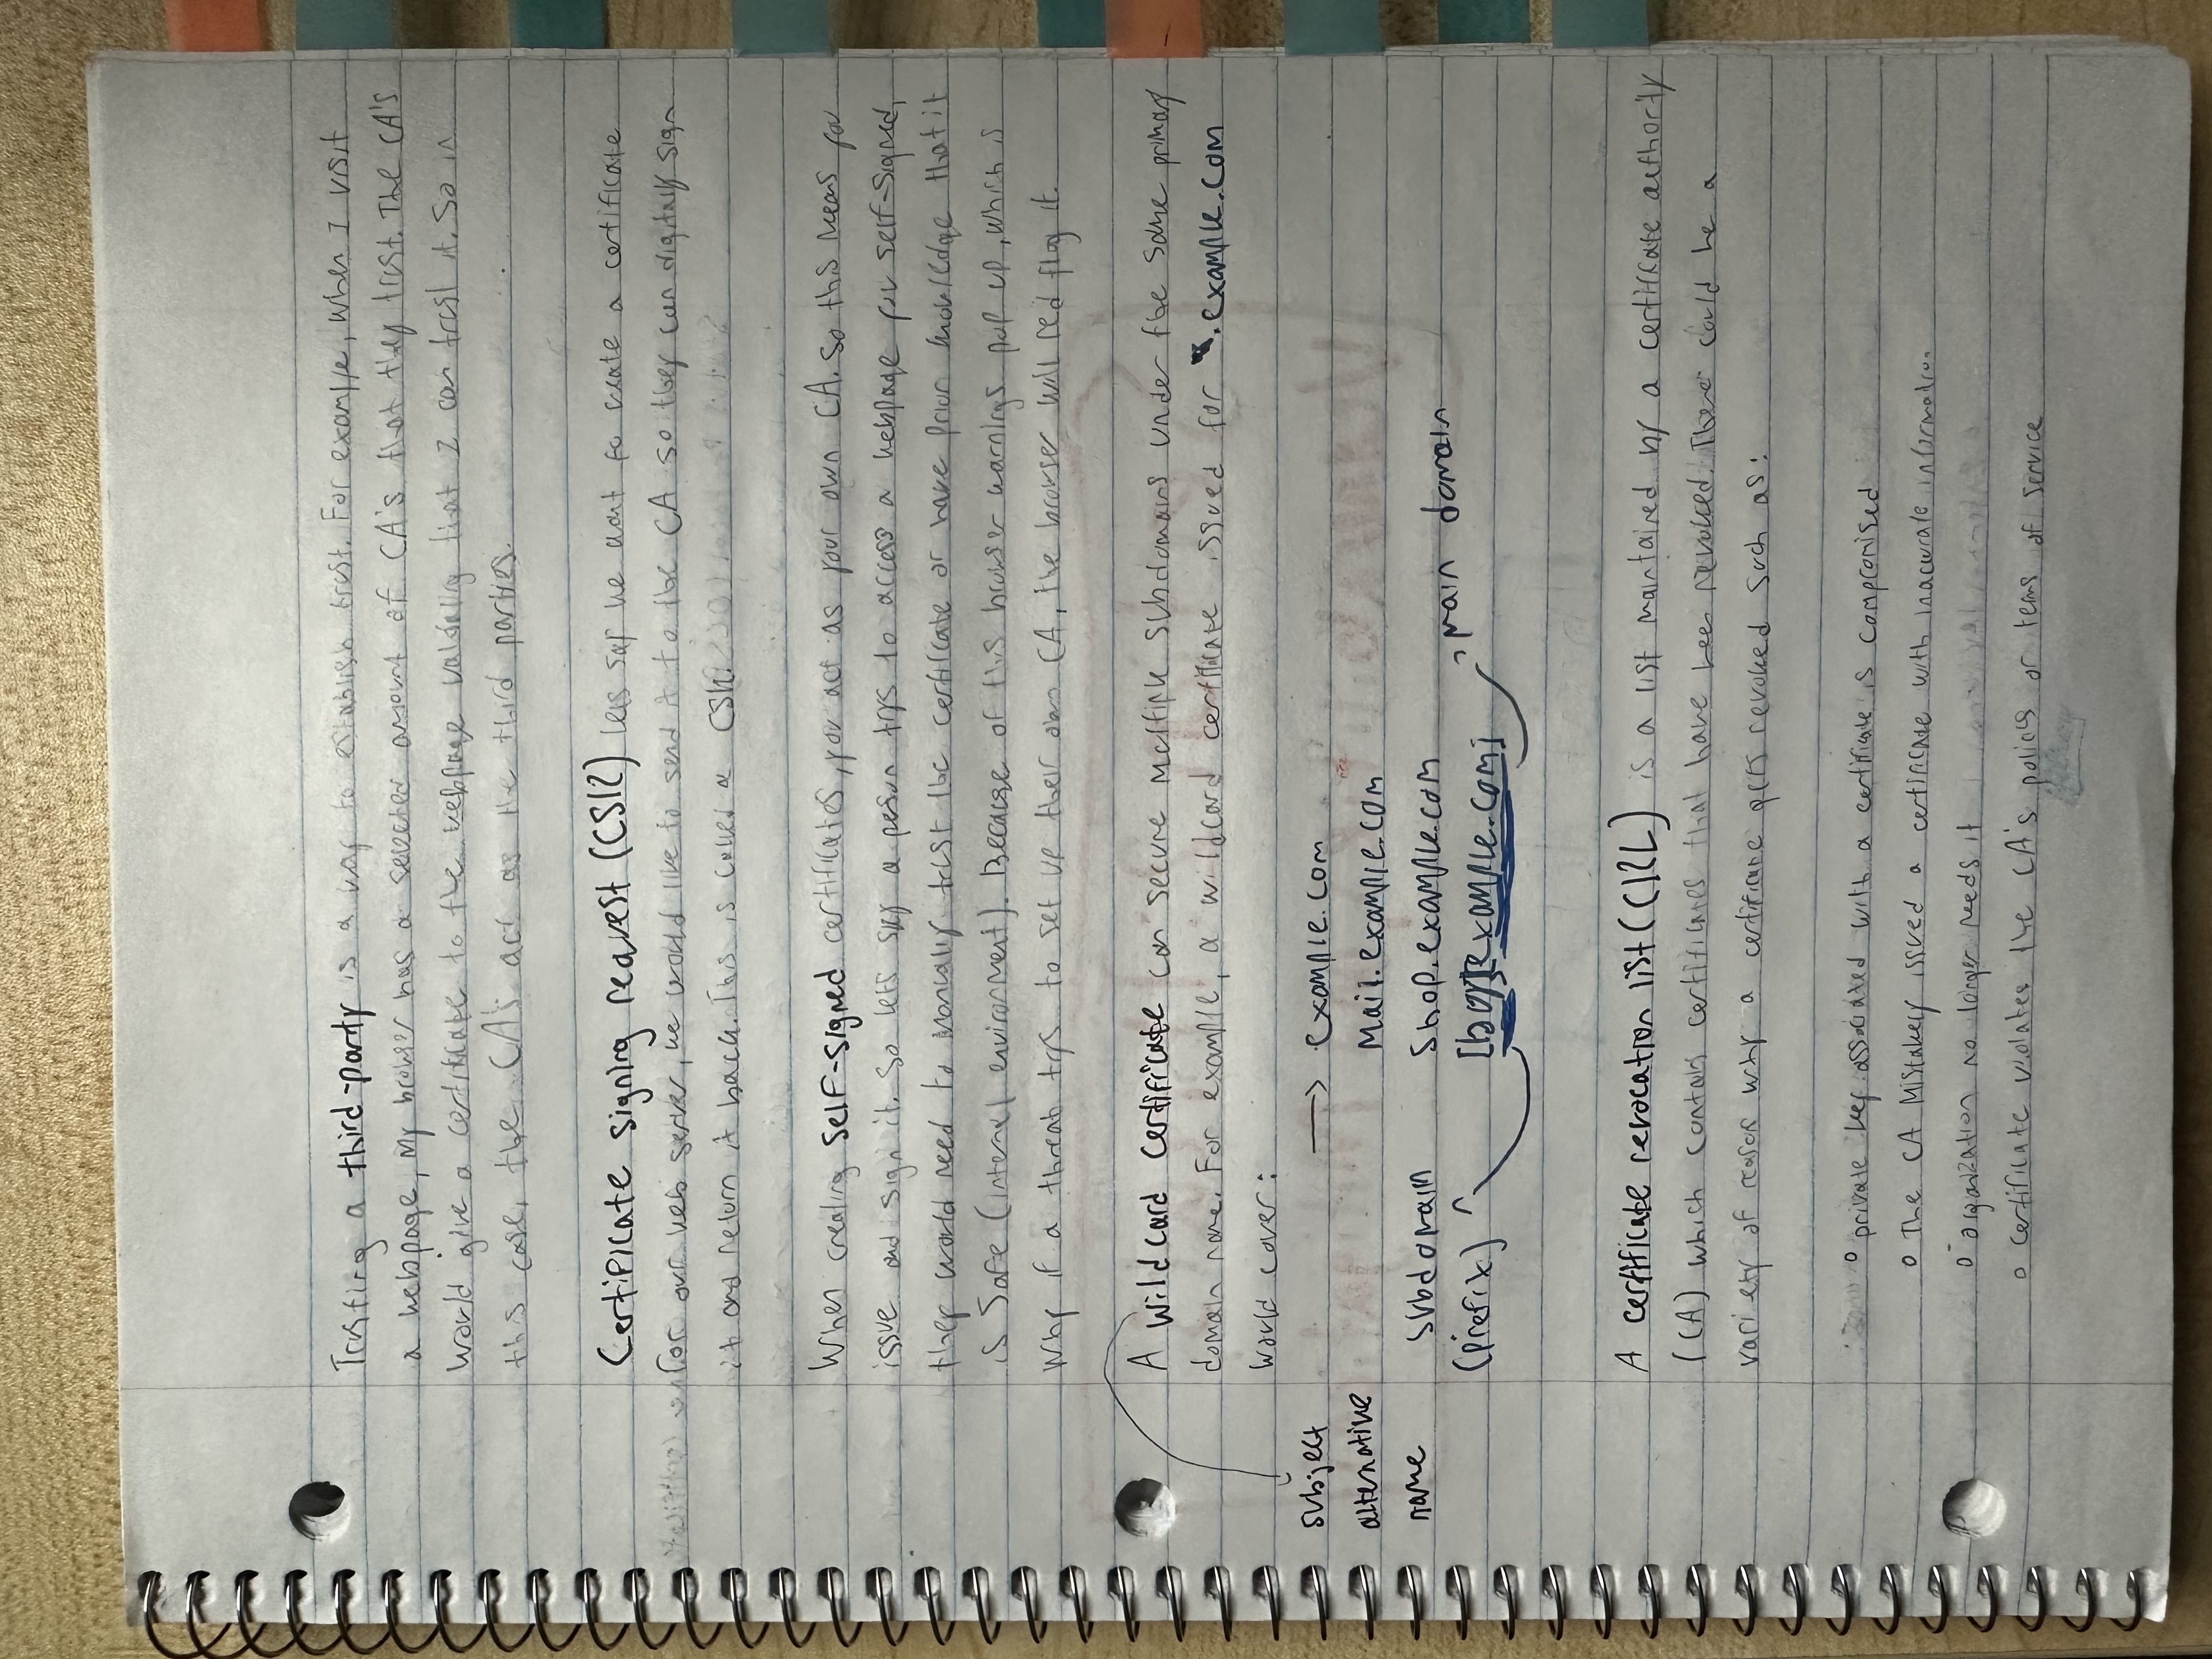 Trusting a third-party is a way to establish trust. For example, when I visit
a webpage, my browser has a selected amount of CA's that they trust. The CA's
would give a certificate to the webpage validating that I can trust it. So in
this case, the CA's act as the third parties.
Certificate signing request (CSR) lets say we want to create a certificate
for our web server, we would like to send it to the CA so they can digitally sign
it and return it back. This is called a CSR.
When creating self-signed certificates, you act as your own CA. So this means you
issue and sign it. So lets say a person trys to access a webpage you self-signed,
they would need to manually trust the certificate or have prior knowledge that it
is safe (internal environment). Because of this browser warnings pop up, which is
why if a threat trys to set up their own CA, the browser will red flag it.
A wildcard certificate can secure multiple subdomains under the same primary
domain name. For example, a wildcard certificate issued for *.example.com
would cover:
subject → example.com
alternative mail.example.com
name subdomain shop.example.com
main domain
(prefix) [buy][example.com]
A certificate revocation list (CRL) is a list maintained by a certificate authority
(CA) which contains certificates that have been revoked. There could be a
variety of reason why a certificate gets revoked such as:
o private key associated with a certificate is compromised
o The CA mistakely issued a certificate with inaccurate information
o organization no longer needs it
o certificate violates the CA's policies or terms of service